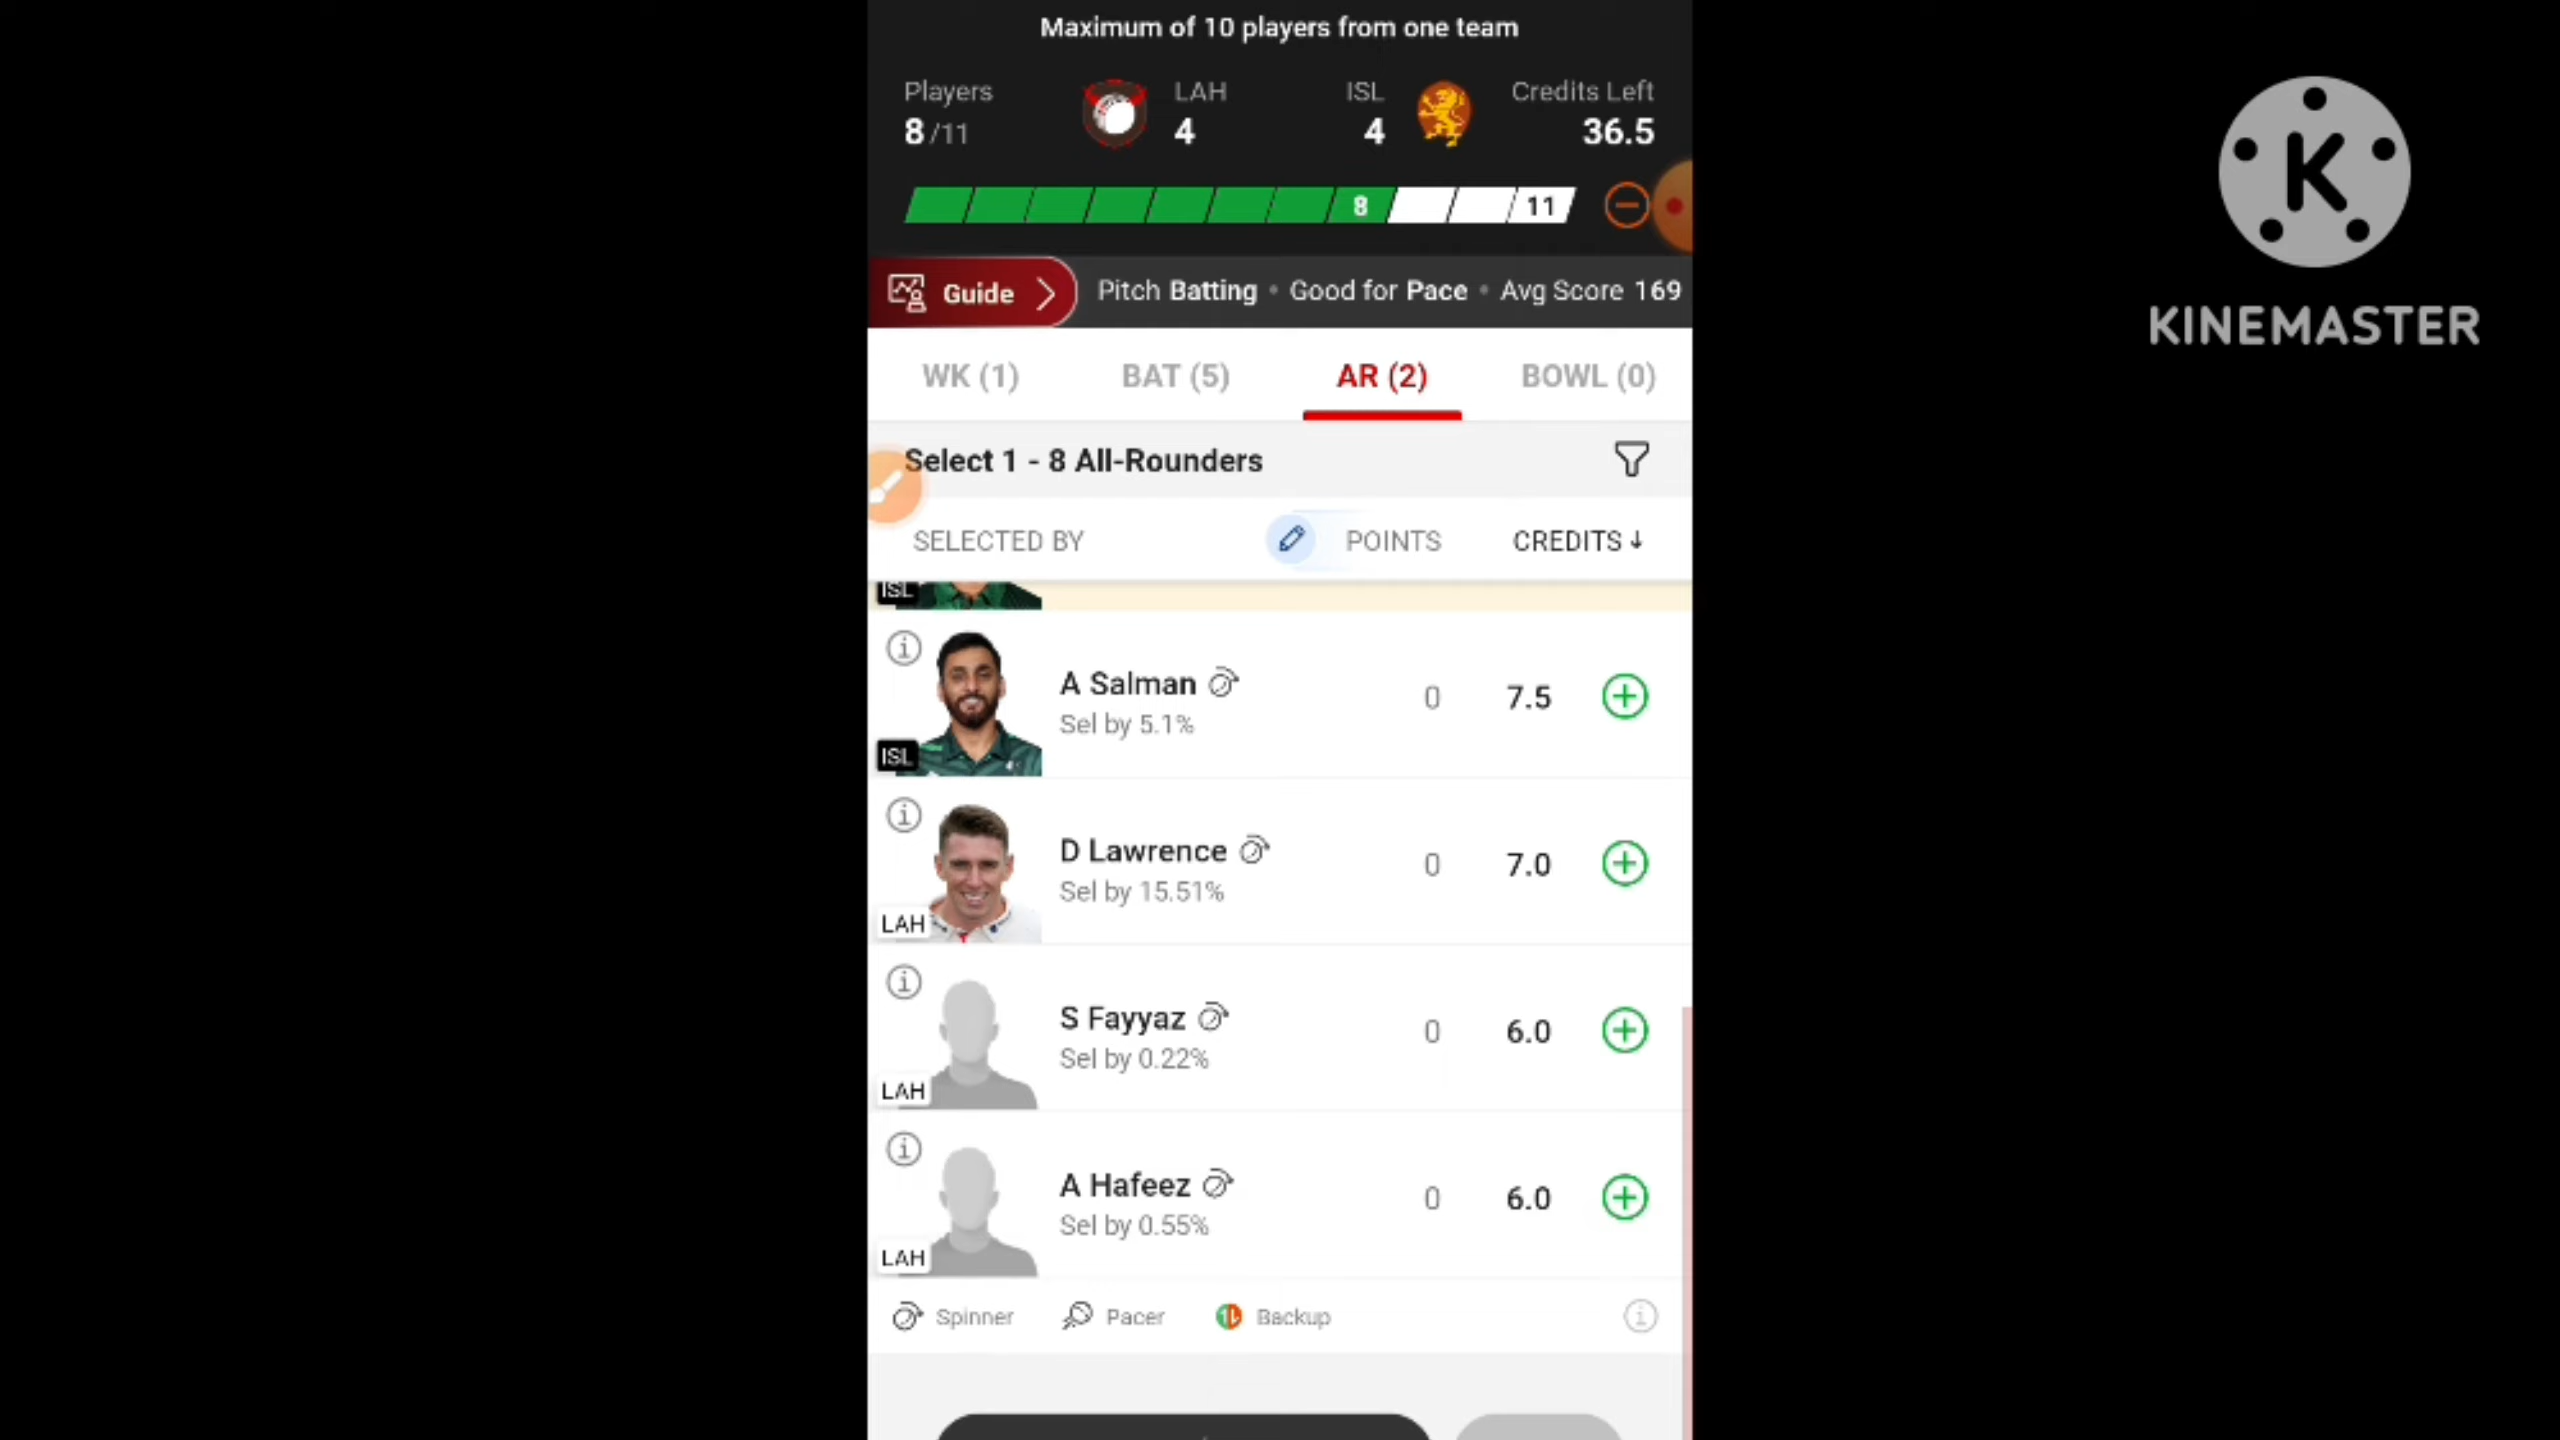 Maximum of 10 players from one team
Players
8 /11
LAH
4
ISL
4
Credits Left
36.5
8
11
Guide
Pitch Batting • Good for Pace • Avg Score 169
WK (1)
BAT (5)
AR (2)
BOWL (0)
Select 1 - 8 All-Rounders
SELECTED BY
POINTS
CREDITS↓
ISL
A Salman
Sel by 5.1%
0
7.5
ISL
D Lawrence
Sel by 15.51%
0
7.0
LAH
S Fayyaz
Sel by 0.22%
0
6.0
LAH
A Hafeez
Sel by 0.55%
0
6.0
LAH
Spinner
Pacer
Backup
K
KINEMASTER